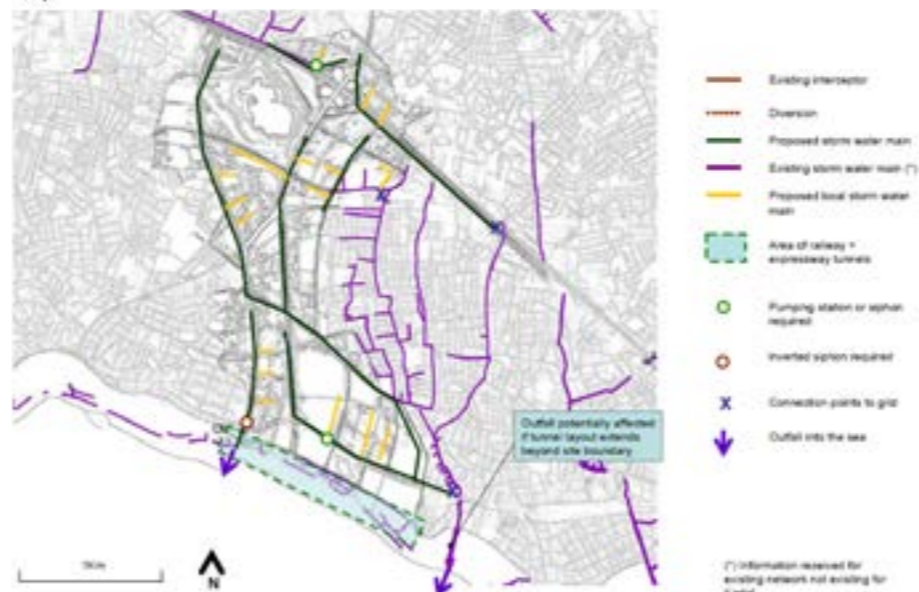 Existing interceptor
Diversion
Proposed storm water main
Existing storm water main (*)
Proposed local storm water
main
Area of railway +
expressway tunnels
Pumping station or siphon
required
Inverted siphon required
Connection points to grid
Outfall into the sea
Outfall potentially affected
if tunnel layout extends
beyond site boundary
1Km
N
(*) Information received for
existing network not existing for